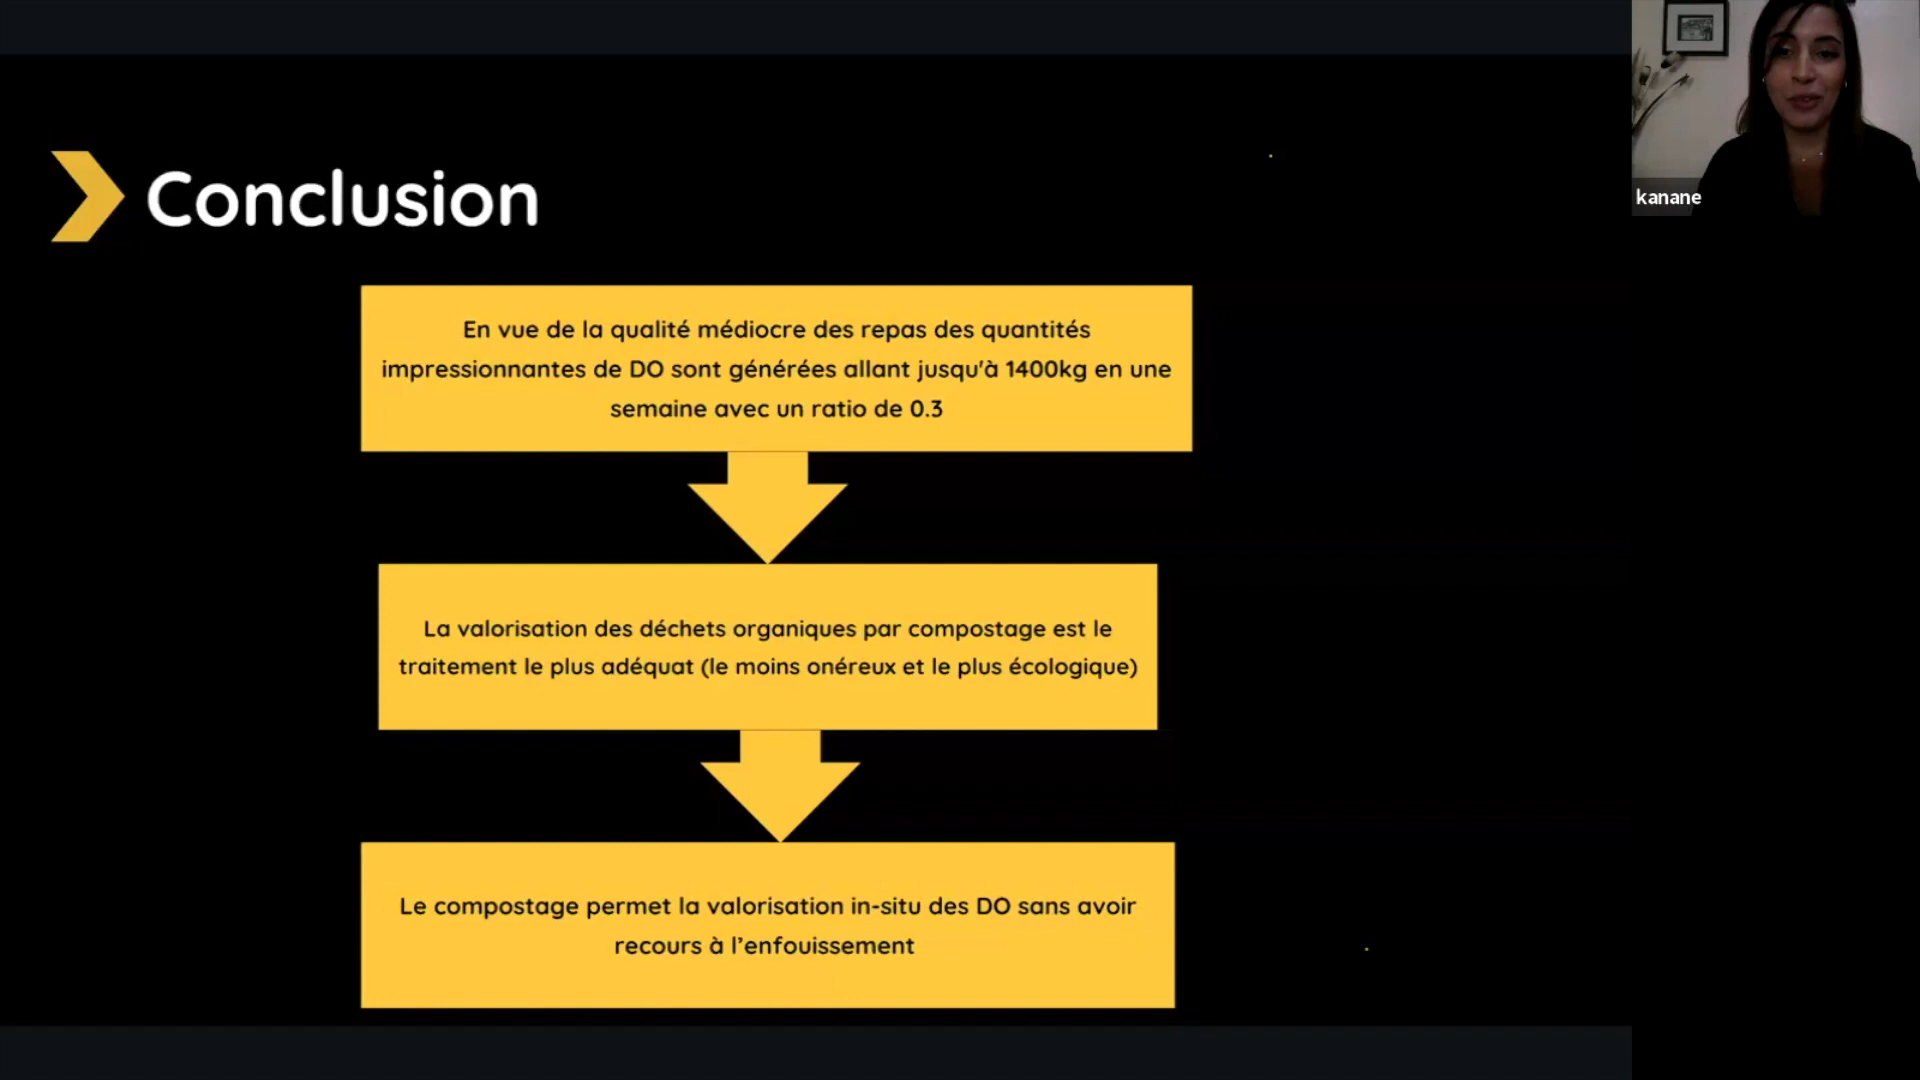 Conclusion
En vue de la qualité médiocre des repas des quantités
impressionnantes de DO sont générées allant jusqu'à 1400kg en une
semaine avec un ratio de 0.3
La valorisation des déchets organiques par compostage est le
traitement le plus adéquat (le moins onéreux et le plus écologique)
Le compostage permet la valorisation in-situ des DO sans avoir
recours à l’enfouissement
kanane